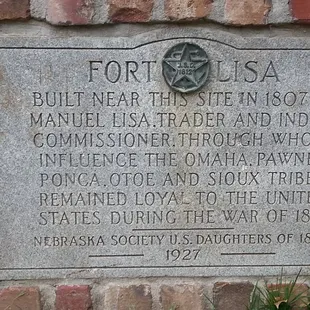 FORT LISA
BUILT NEAR THIS SITE IN 1807
MANUEL LISA, TRADER AND IND
COMMISSIONER, THROUGH WHO
INFLUENCE THE OMAHA, PAWNE
PONCA, OTOE AND SIOUX TRIBE
REMAINED LOYAL TO THE UNITE
STATES DURING THE WAR OF 18
NEBRASKA SOCIETY U.S. DAUGHTERS OF 18
1927